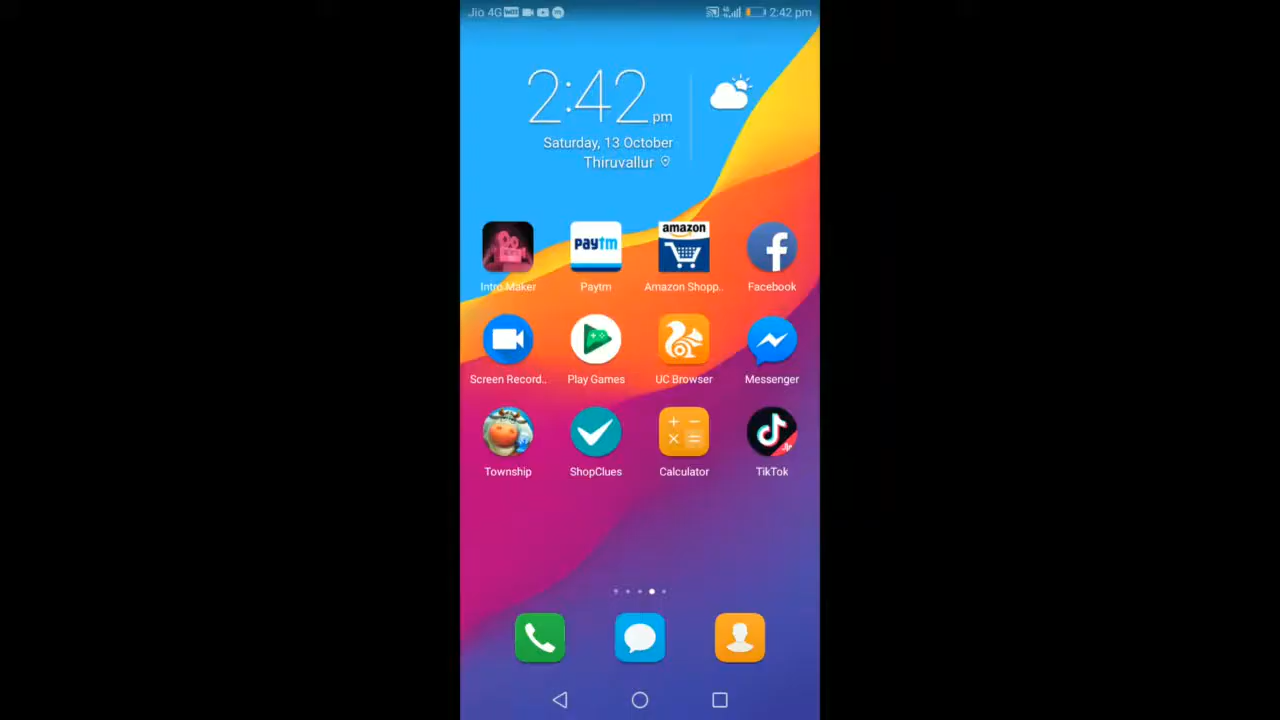 Jio 4G 2:42 pm
2:42 pm
Saturday, 13 October
Thiruvallur
paytm
amazon
Intro Maker
Paytm
Amazon Shopp..
Facebook
Screen Record..
Play Games
UC Browser
Messenger
Township
ShopClues
Calculator
TikTok